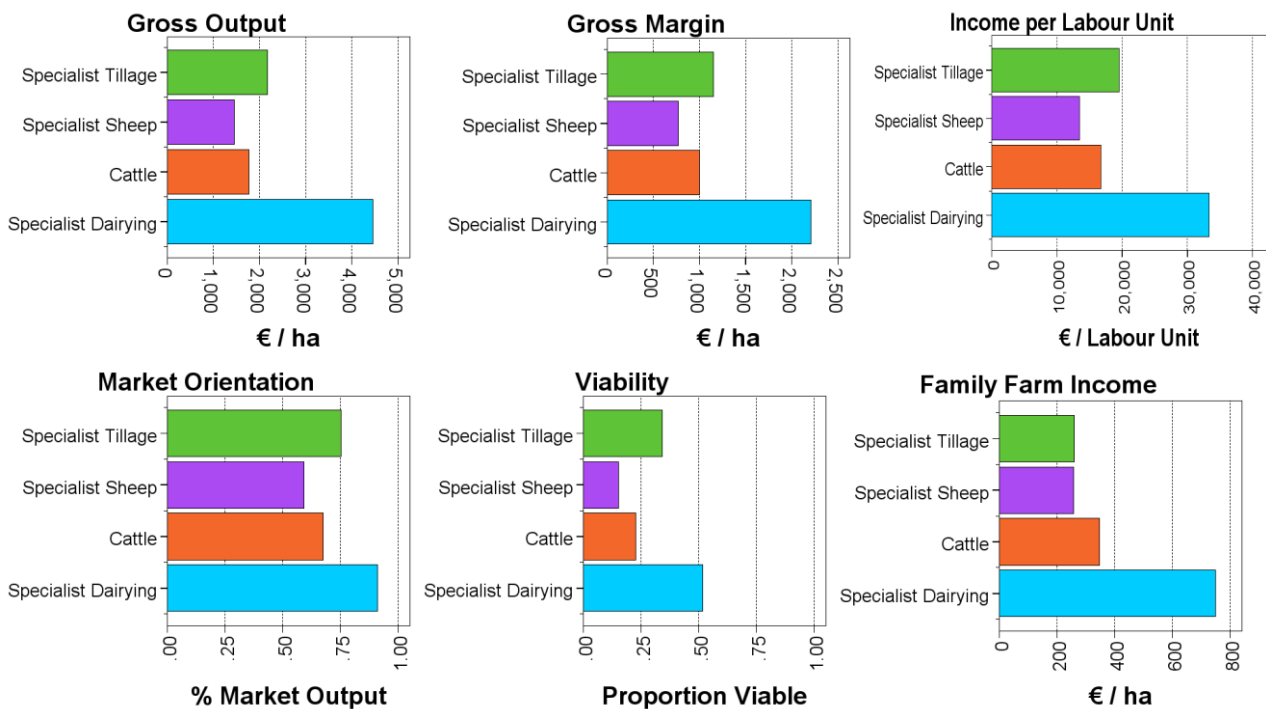 Gross Output
Specialist Tillage
Specialist Sheep
Cattle
Specialist Dairying
0
1,000
2,000
3,000
4,000
5,000
€ / ha
Gross Margin
Specialist Tillage
Specialist Sheep
Cattle
Specialist Dairying
0
500
1,000
1,500
2,000
2,500
€ / ha
Income per Labour Unit
Specialist Tillage
Specialist Sheep
Cattle
Specialist Dairying
0
10,000
20,000
30,000
40,000
€ / Labour Unit
Market Orientation
Specialist Tillage
Specialist Sheep
Cattle
Specialist Dairying
.00
.25
.50
.75
1.00
% Market Output
Viability
Specialist Tillage
Specialist Sheep
Cattle
Specialist Dairying
.00
.25
.50
.75
1.00
Proportion Viable
Family Farm Income
Specialist Tillage
Specialist Sheep
Cattle
Specialist Dairying
0
200
400
600
800
€ / ha